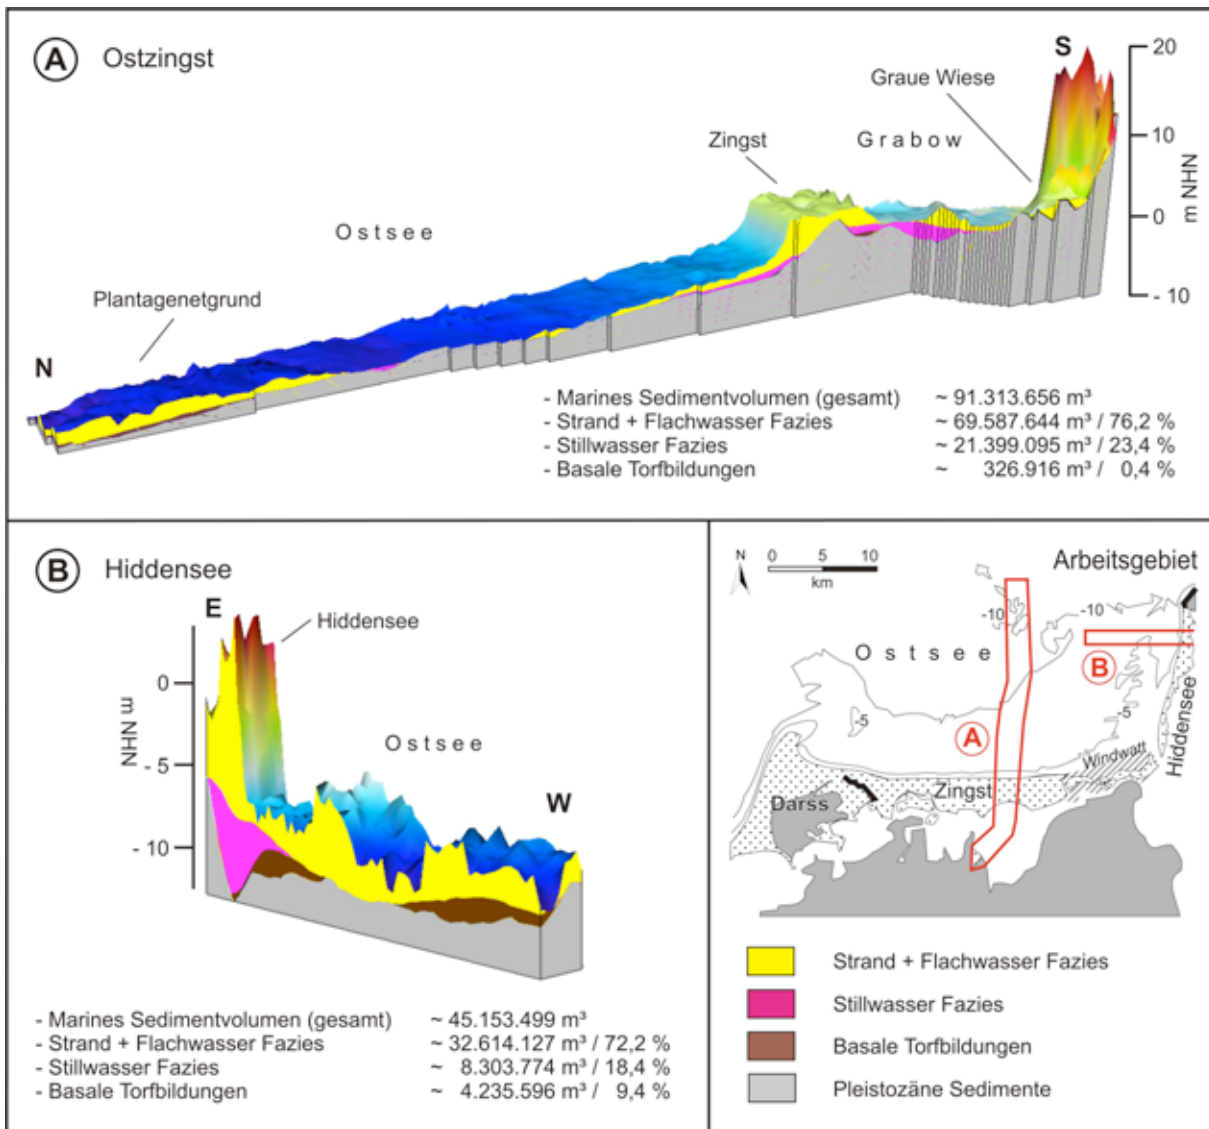 A Ostzingst
S
20
Graue Wiese
Grabow
10
Zingst
m NHN
0
Ostsee
Plantagenetgrund
- 10
N
- Marines Sedimentvolumen (gesamt) ~ 91.313.656 m³
- Strand + Flachwasser Fazies ~ 69.587.644 m³ / 76,2 %
- Stillwasser Fazies ~ 21.399.095 m³ / 23,4 %
- Basale Torfbildungen ~ 326.916 m³ / 0,4 %
B Hiddensee
E
Hiddensee
0
m NHN
Ostsee
- 5
W
- 10
- Marines Sedimentvolumen (gesamt) ~ 45.153.499 m³
- Strand + Flachwasser Fazies ~ 32.614.127 m³ / 72,2 %
- Stillwasser Fazies ~ 8.303.774 m³ / 18,4 %
- Basale Torfbildungen ~ 4.235.596 m³ / 9,4 %
N 0 5 10
km
Arbeitsgebiet
-10
-10
Ostsee
B
-5
-5
A
Hiddensee
Windwatt
Zingst
Darss
Strand + Flachwasser Fazies
Stillwasser Fazies
Basale Torfbildungen
Pleistozäne Sedimente